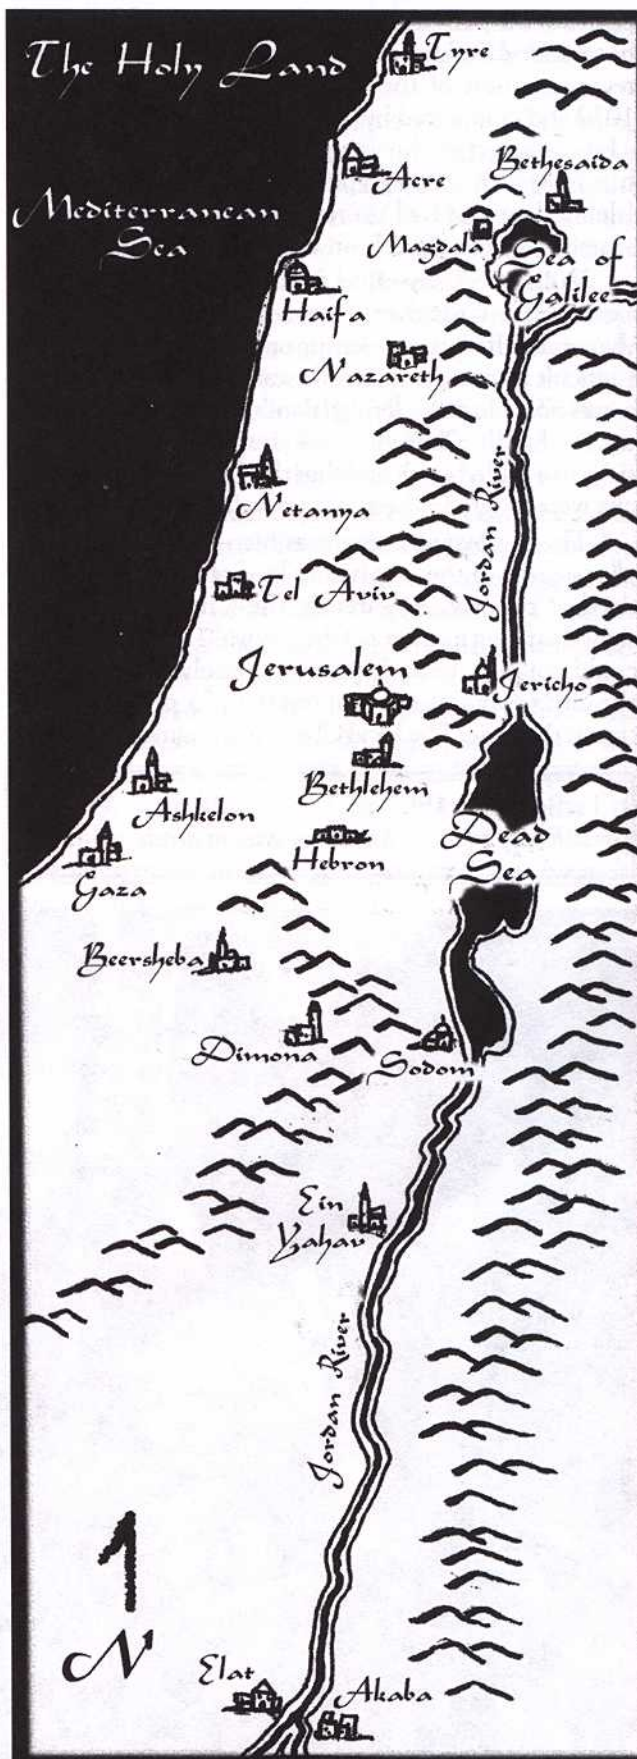 The Holy Land
Tyre
Acre
Bethesaida
Mediterranean
Sea
Magdala
Sea of
Galilee
Haifa
Nazareth
Jordan River
Netanya
Tel Aviv
Jerusalem
Jericho
Bethlehem
Ashkelon
Dead
Sea
Hebron
Gaza
Beersheba
Dimona
Sodom
Ein
Yahav
Jordan River
N
Elat
Akaba